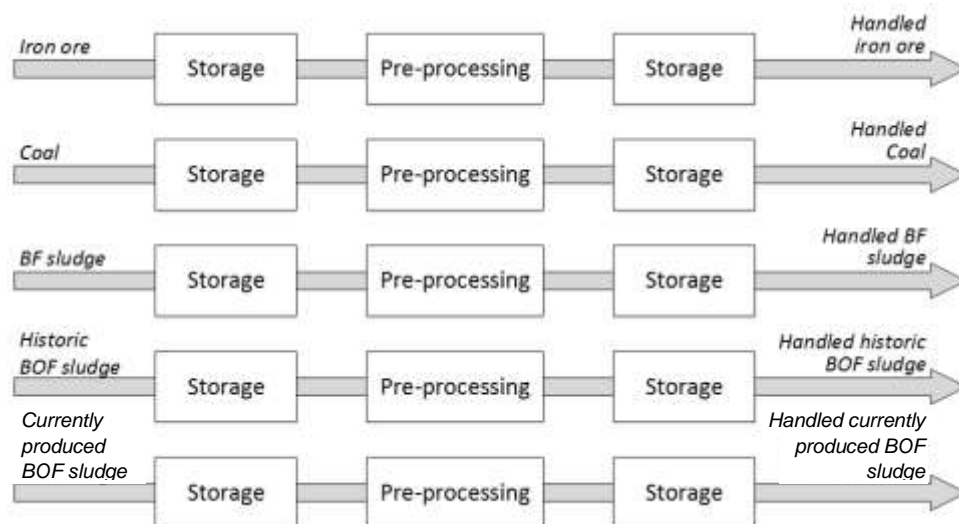 Iron ore
Storage
Pre-processing
Storage
Handled
iron ore
Coal
Storage
Pre-processing
Storage
Handled
Coal
BF sludge
Storage
Pre-processing
Storage
Handled BF
sludge
Historic
BOF sludge
Storage
Pre-processing
Storage
Handled historic
BOF sludge
Currently
produced
BOF sludge
Storage
Pre-processing
Storage
Handled currently
produced BOF
sludge